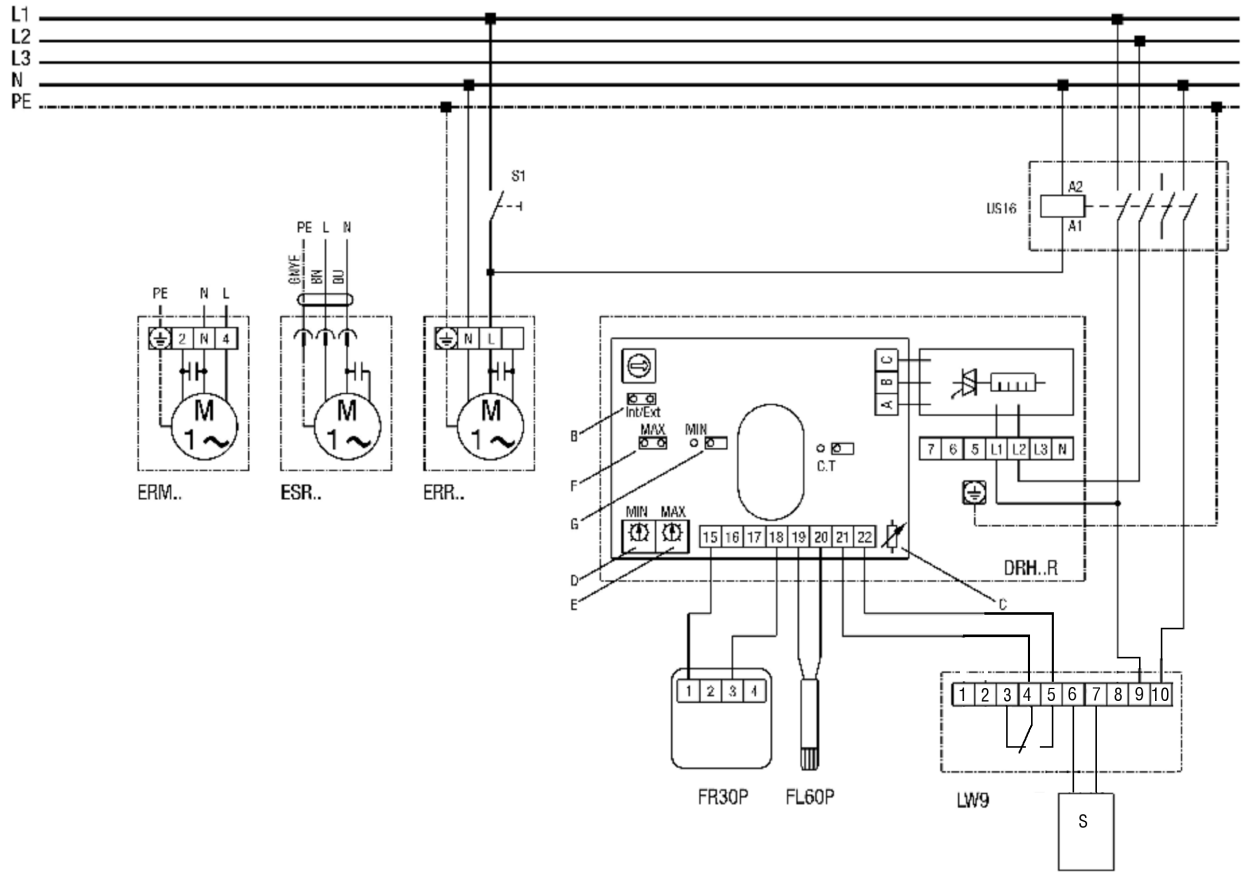 L1
L2
L3
N
PE
S1
A2
US16
A1
PE L N
GNYE BN BU
PE N L
2 N 4
N L
M
1
M
1
M
1
ERM..
ESR..
ERR..
Int/Ext
B
MAX MIN
F
G
C.T
C
B
A
7 6 5 L1 L2 L3 N
MIN MAX
15 16 17 18 19 20 21 22
D
E
DRH..R
C
1 2 3 4
FR30P
FL60P
1 2 3 4 5 6 7 8 9 10
LW9
S